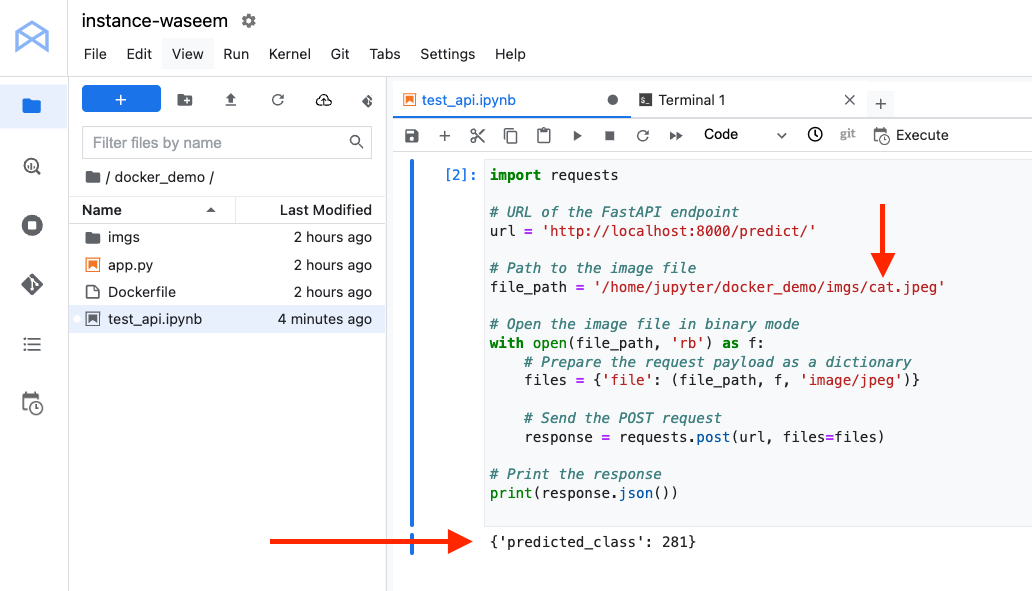 instance-waseem
File Edit View Run Kernel Git Tabs Settings Help
+
Filter files by name
/ docker_demo /
Name Last Modified
imgs 2 hours ago
app.py 2 hours ago
Dockerfile 2 hours ago
test_api.ipynb 4 minutes ago
test_api.ipynb Terminal 1
Code git Execute
[2]: import requests
# URL of the FastAPI endpoint
url = 'http://localhost:8000/predict/'
# Path to the image file
file_path = '/home/jupyter/docker_demo/imgs/cat.jpeg'
# Open the image file in binary mode
with open(file_path, 'rb') as f:
# Prepare the request payload as a dictionary
files = {'file': (file_path, f, 'image/jpeg')}
# Send the POST request
response = requests.post(url, files=files)
# Print the response
print(response.json())
{'predicted_class': 281}